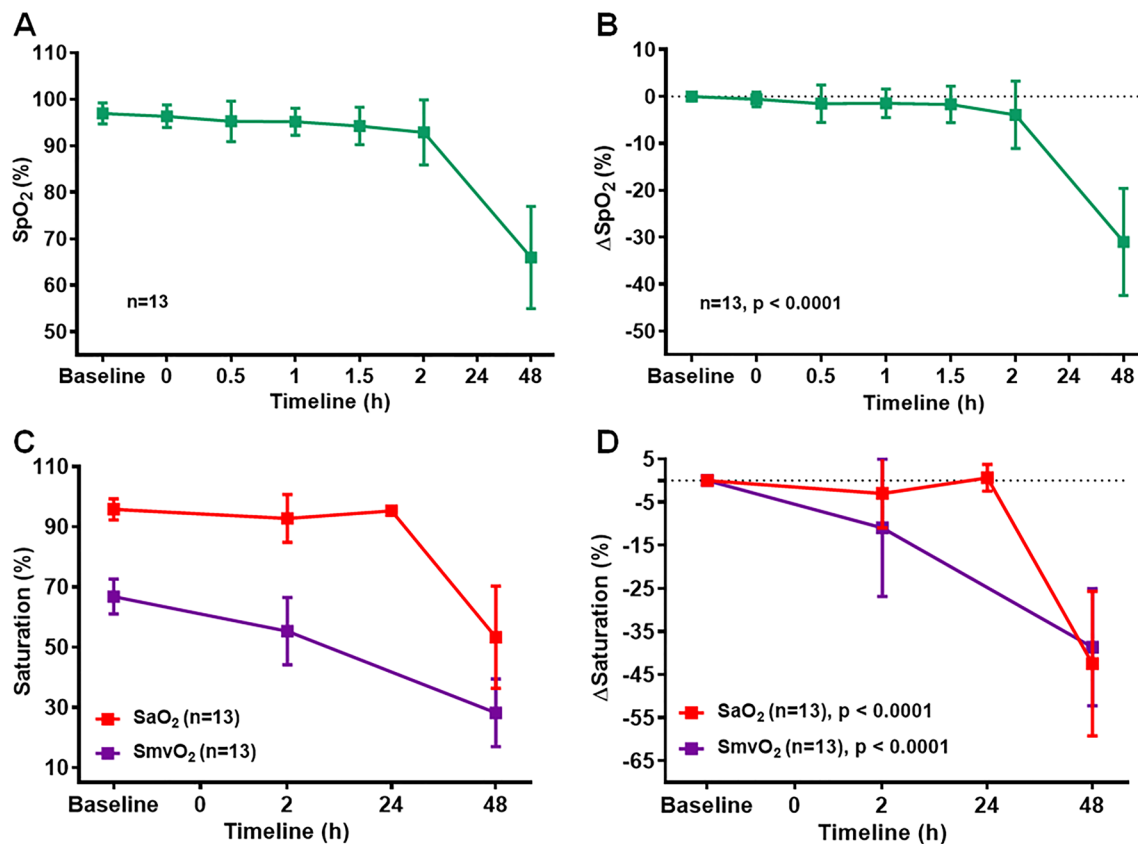 A
110
100
90
80
70
60
50
SpO₂ (%)
n=13
Baseline 0 0.5 1 1.5 2 24 48
Timeline (h)
B
10
0
-10
-20
-30
-40
-50
ΔSpO₂ (%)
n=13, p < 0.0001
Baseline 0 0.5 1 1.5 2 24 48
Timeline (h)
C
110
90
70
50
30
10
Saturation (%)
SaO₂ (n=13)
SmvO₂ (n=13)
Baseline 0 2 24 48
Timeline (h)
D
5
-5
-15
-25
-35
-45
-55
-65
ΔSaturation (%)
SaO₂ (n=13), p < 0.0001
SmvO₂ (n=13), p < 0.0001
Baseline 0 2 24 48
Timeline (h)